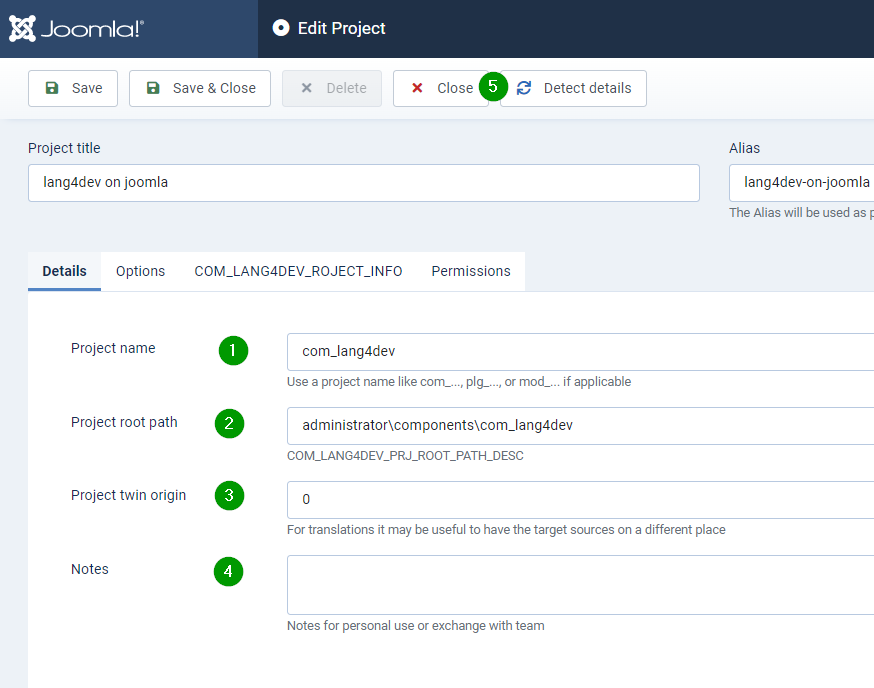 Joomla!® Edit Project
Save Save & Close Delete Close 5 Detect details
Project title Alias
lang4dev on joomla lang4dev-on-joomla
The Alias will be used as p
Details Options COM_LANG4DEV_ROJECT_INFO Permissions
Project name 1 com_lang4dev
Use a project name like com_..., plg_..., or mod_... if applicable
Project root path 2 administrator\components\com_lang4dev
COM_LANG4DEV_PRJ_ROOT_PATH_DESC
Project twin origin 3 0
For translations it may be useful to have the target sources on a different place
Notes 4
Notes for personal use or exchange with team